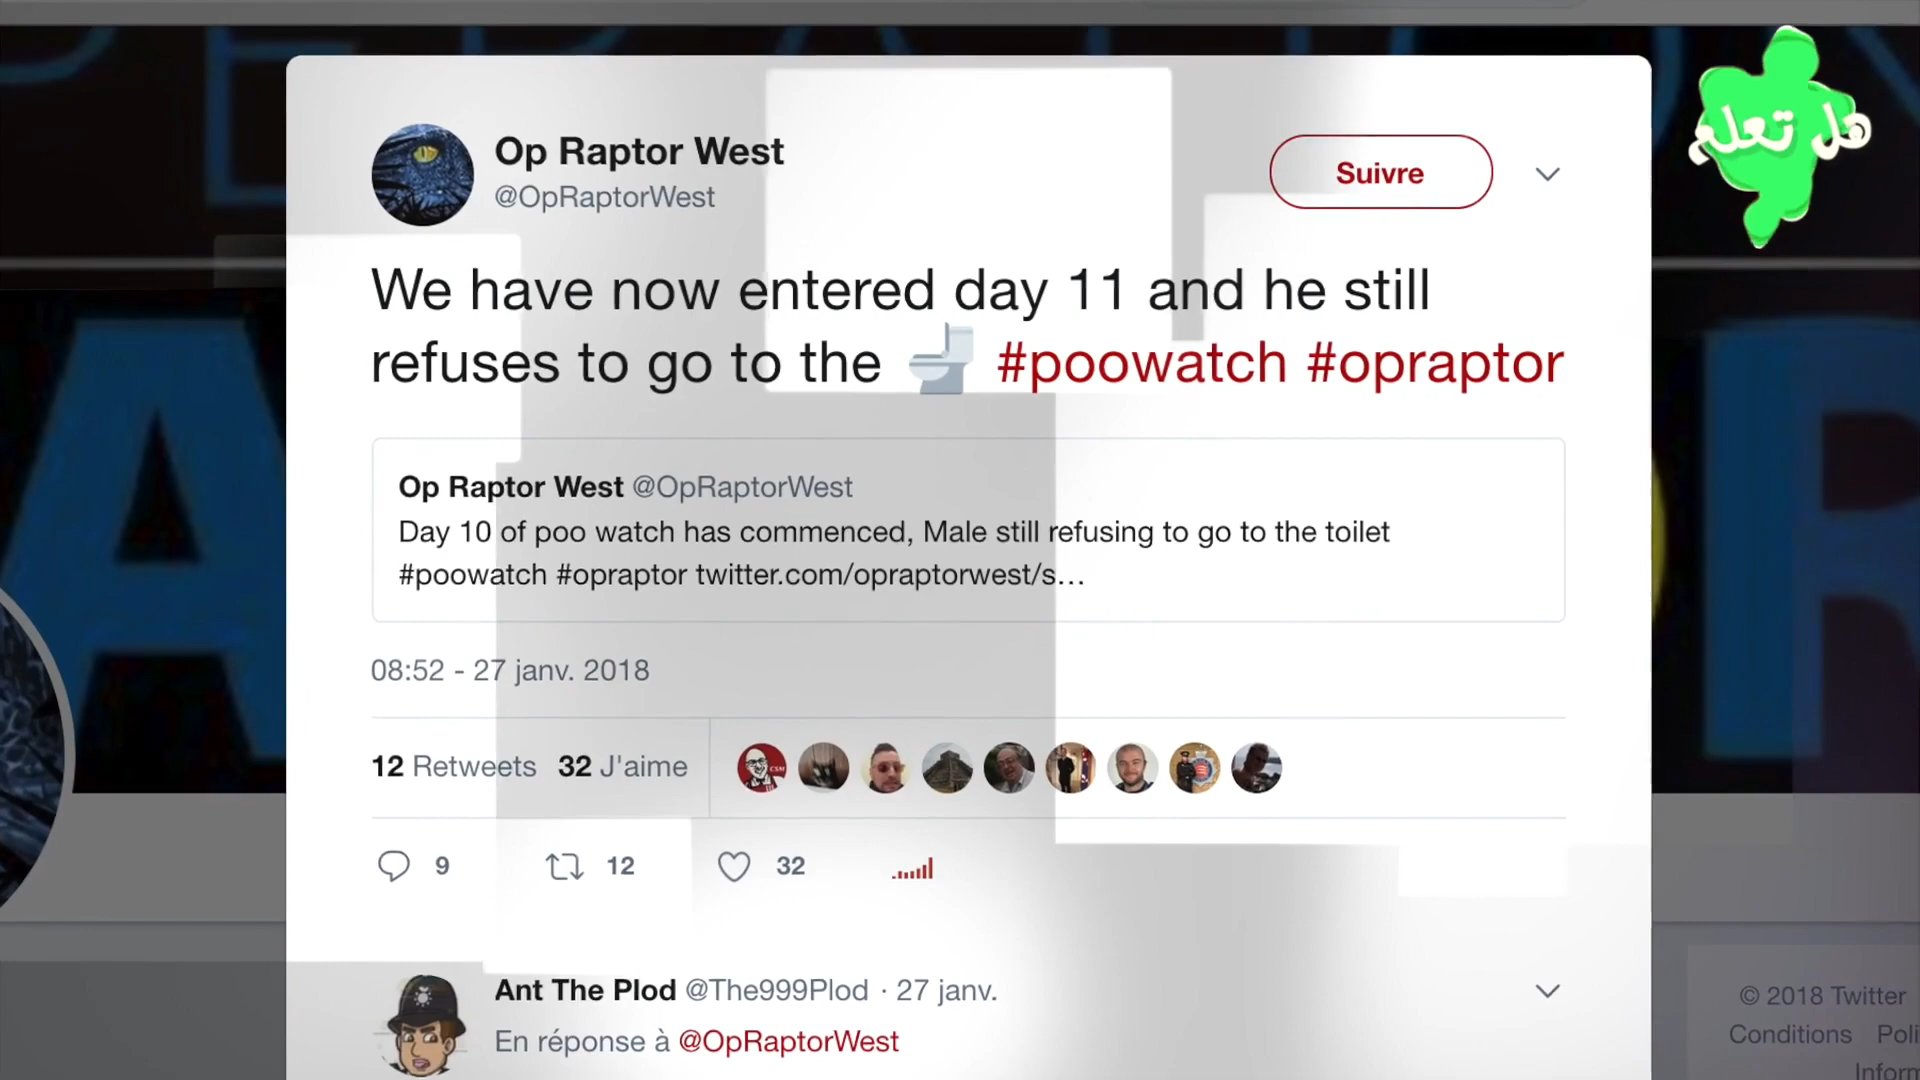 هل تعلم
Op Raptor West
@OpRaptorWest
Suivre
We have now entered day 11 and he still
refuses to go to the #poowatch #opraptor
Op Raptor West @OpRaptorWest
Day 10 of poo watch has commenced, Male still refusing to go to the toilet
#poowatch #opraptor twitter.com/opraptorwest/s…
08:52 - 27 janv. 2018
12 Retweets 32 J'aime
9 12 32
Ant The Plod @The999Plod · 27 janv.
En réponse à @OpRaptorWest
© 2018 Twitter
Conditions